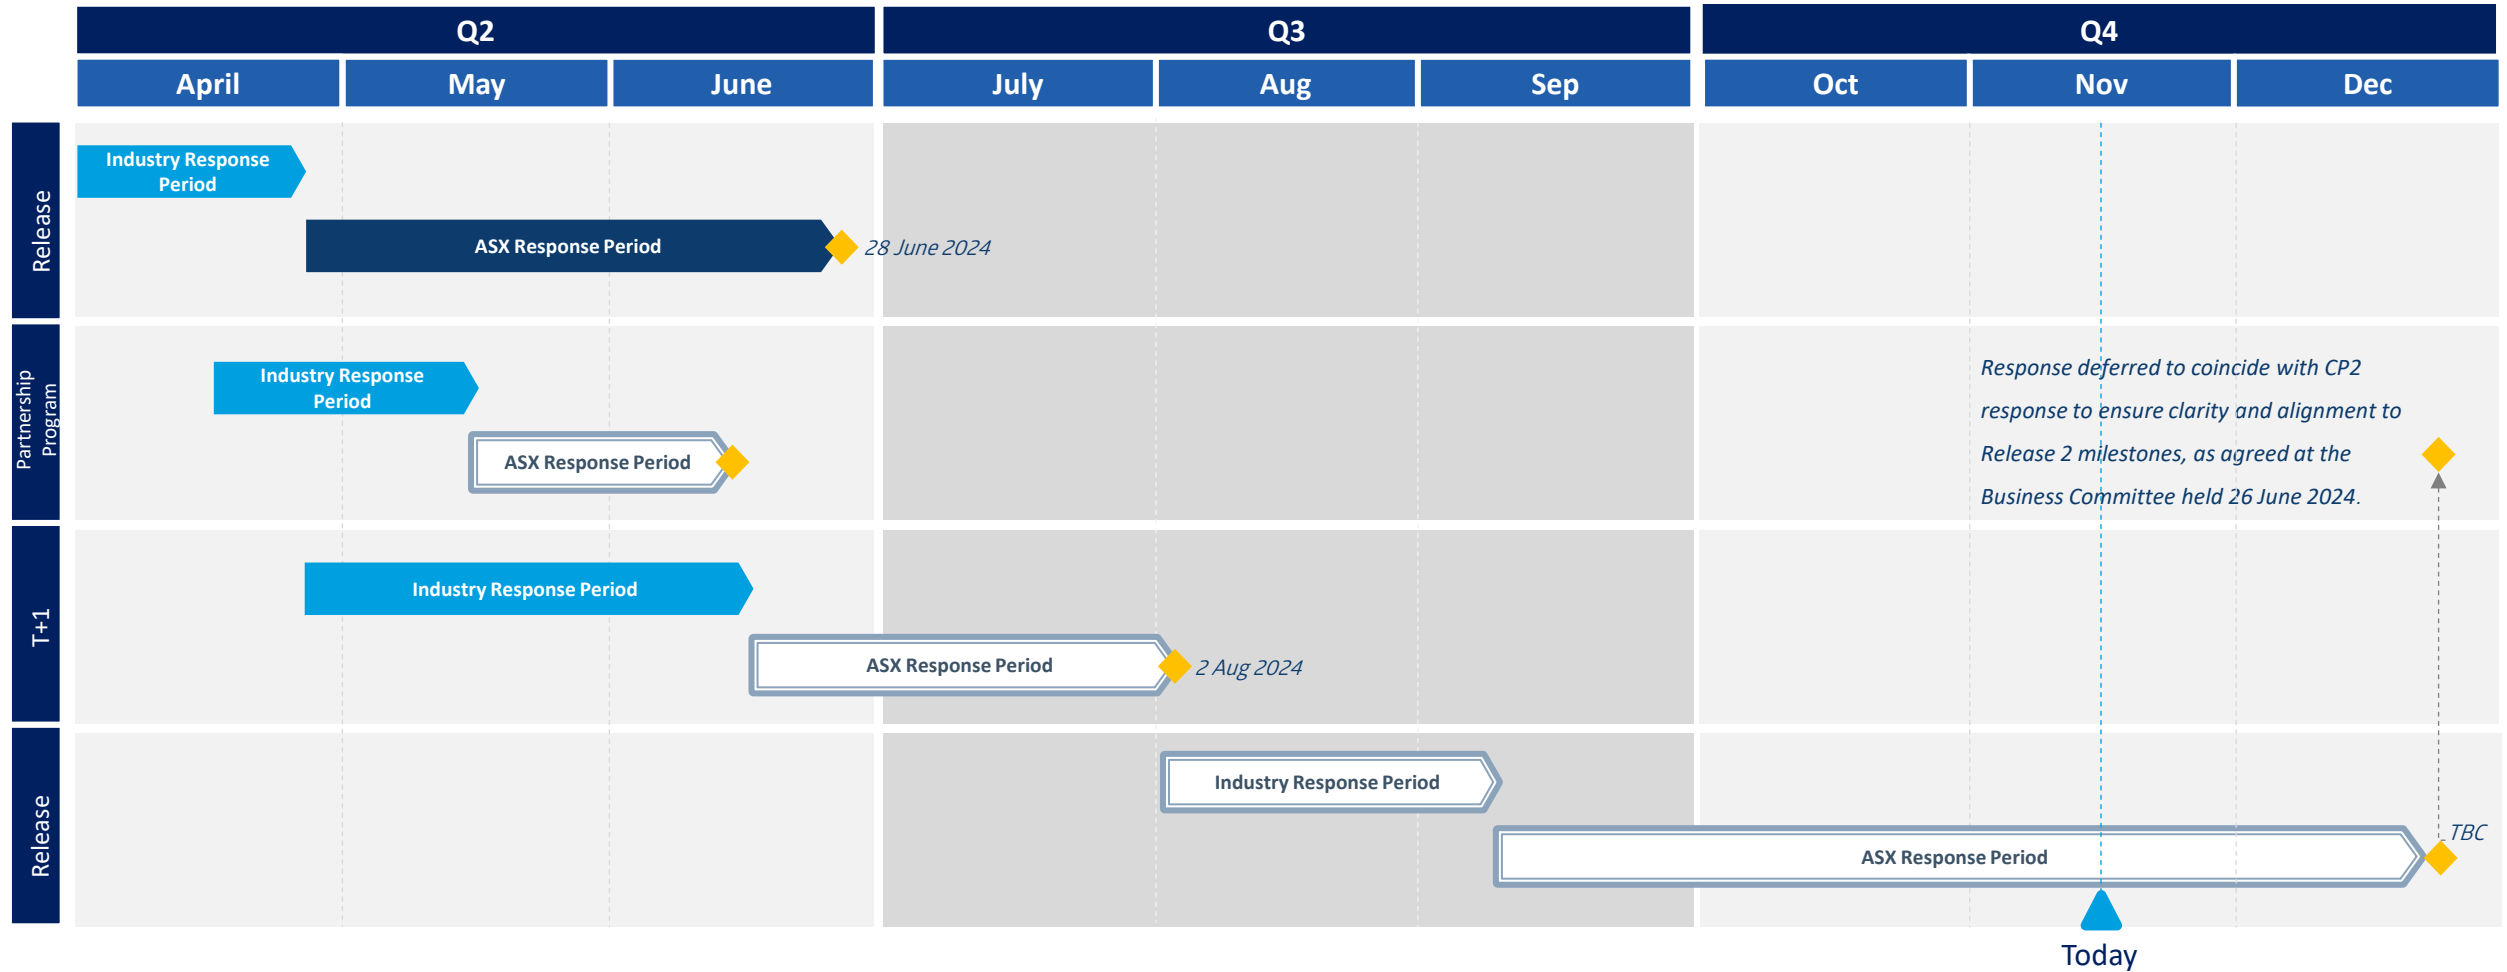 Q2
Q3
Q4
April
May
June
July
Aug
Sep
Oct
Nov
Dec
Release
Industry Response
Period
ASX Response Period
28 June 2024
Partnership
Program
Industry Response
Period
ASX Response Period
Response deferred to coincide with CP2
response to ensure clarity and alignment to
Release 2 milestones, as agreed at the
Business Committee held 26 June 2024.
T+1
Industry Response Period
ASX Response Period
2 Aug 2024
Release
Industry Response Period
ASX Response Period
TBC
Today